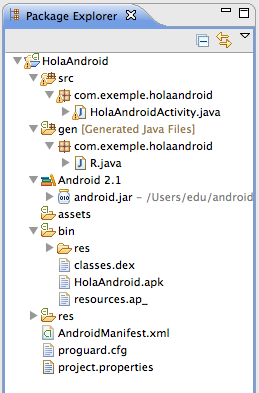 Package Explorer
HolaAndroid
src
com.exemple.holaandroid
HolaAndroidActivity.java
gen [Generated Java Files]
com.exemple.holaandroid
R.java
Android 2.1
android.jar – /Users/edu/android
assets
bin
res
classes.dex
HolaAndroid.apk
resources.ap_
res
AndroidManifest.xml
proguard.cfg
project.properties